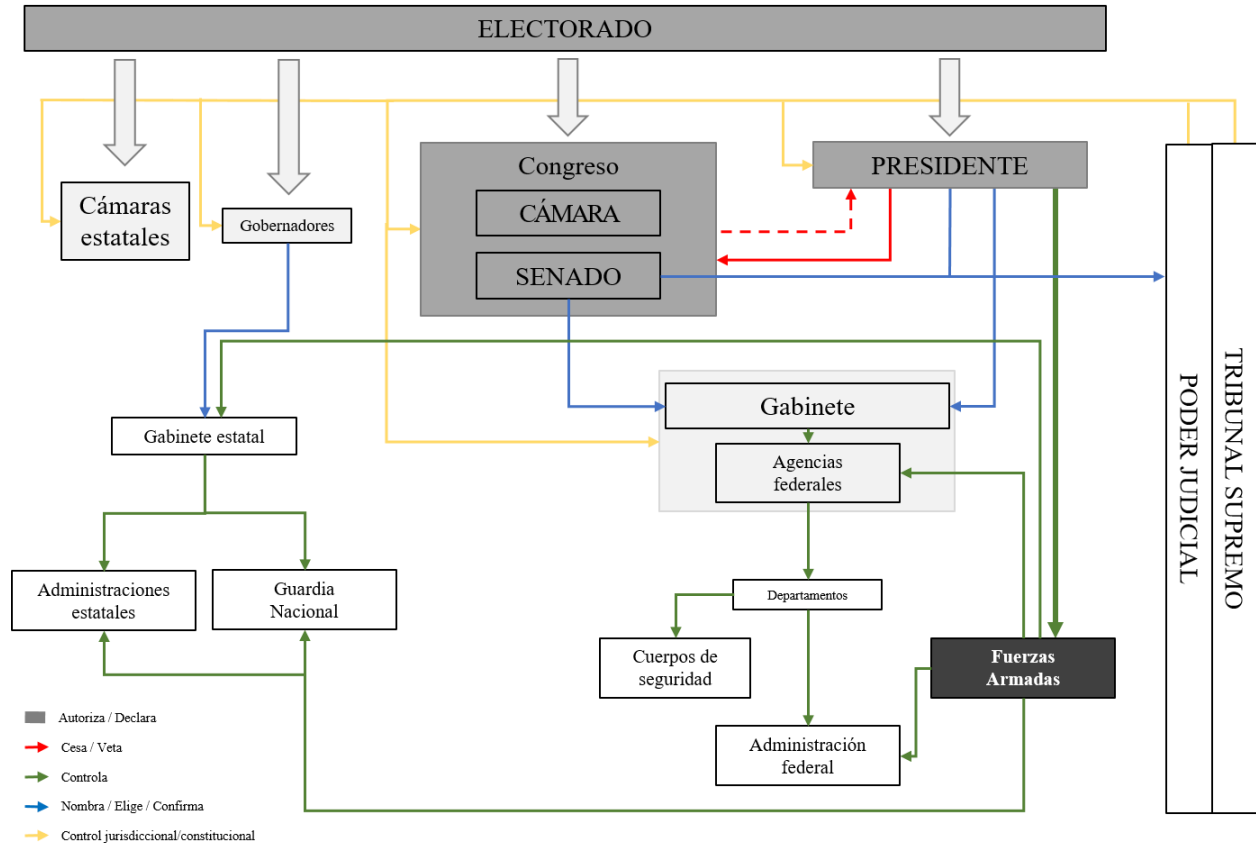 ELECTORADO
Congreso
PRESIDENTE
Cámaras
estatales
CÁMARA
Gobernadores
SENADO
Gabinete
Gabinete estatal
Agencias
federales
Administraciones
estatales
Guardia
Nacional
Departamentos
Cuerpos de
seguridad
Fuerzas
Armadas
Administración
federal
PODER JUDICIAL
TRIBUNAL SUPREMO
Autoriza / Declara
Cesa / Veta
Controla
Nombra / Elige / Confirma
Control jurisdiccional/constitucional